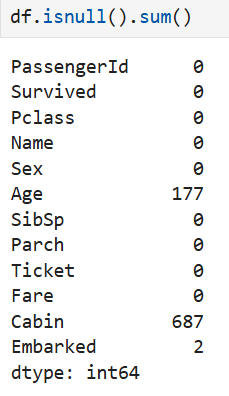 df.isnull().sum()
PassengerId 0
Survived 0
Pclass 0
Name 0
Sex 0
Age 177
SibSp 0
Parch 0
Ticket 0
Fare 0
Cabin 687
Embarked 2
dtype: int64